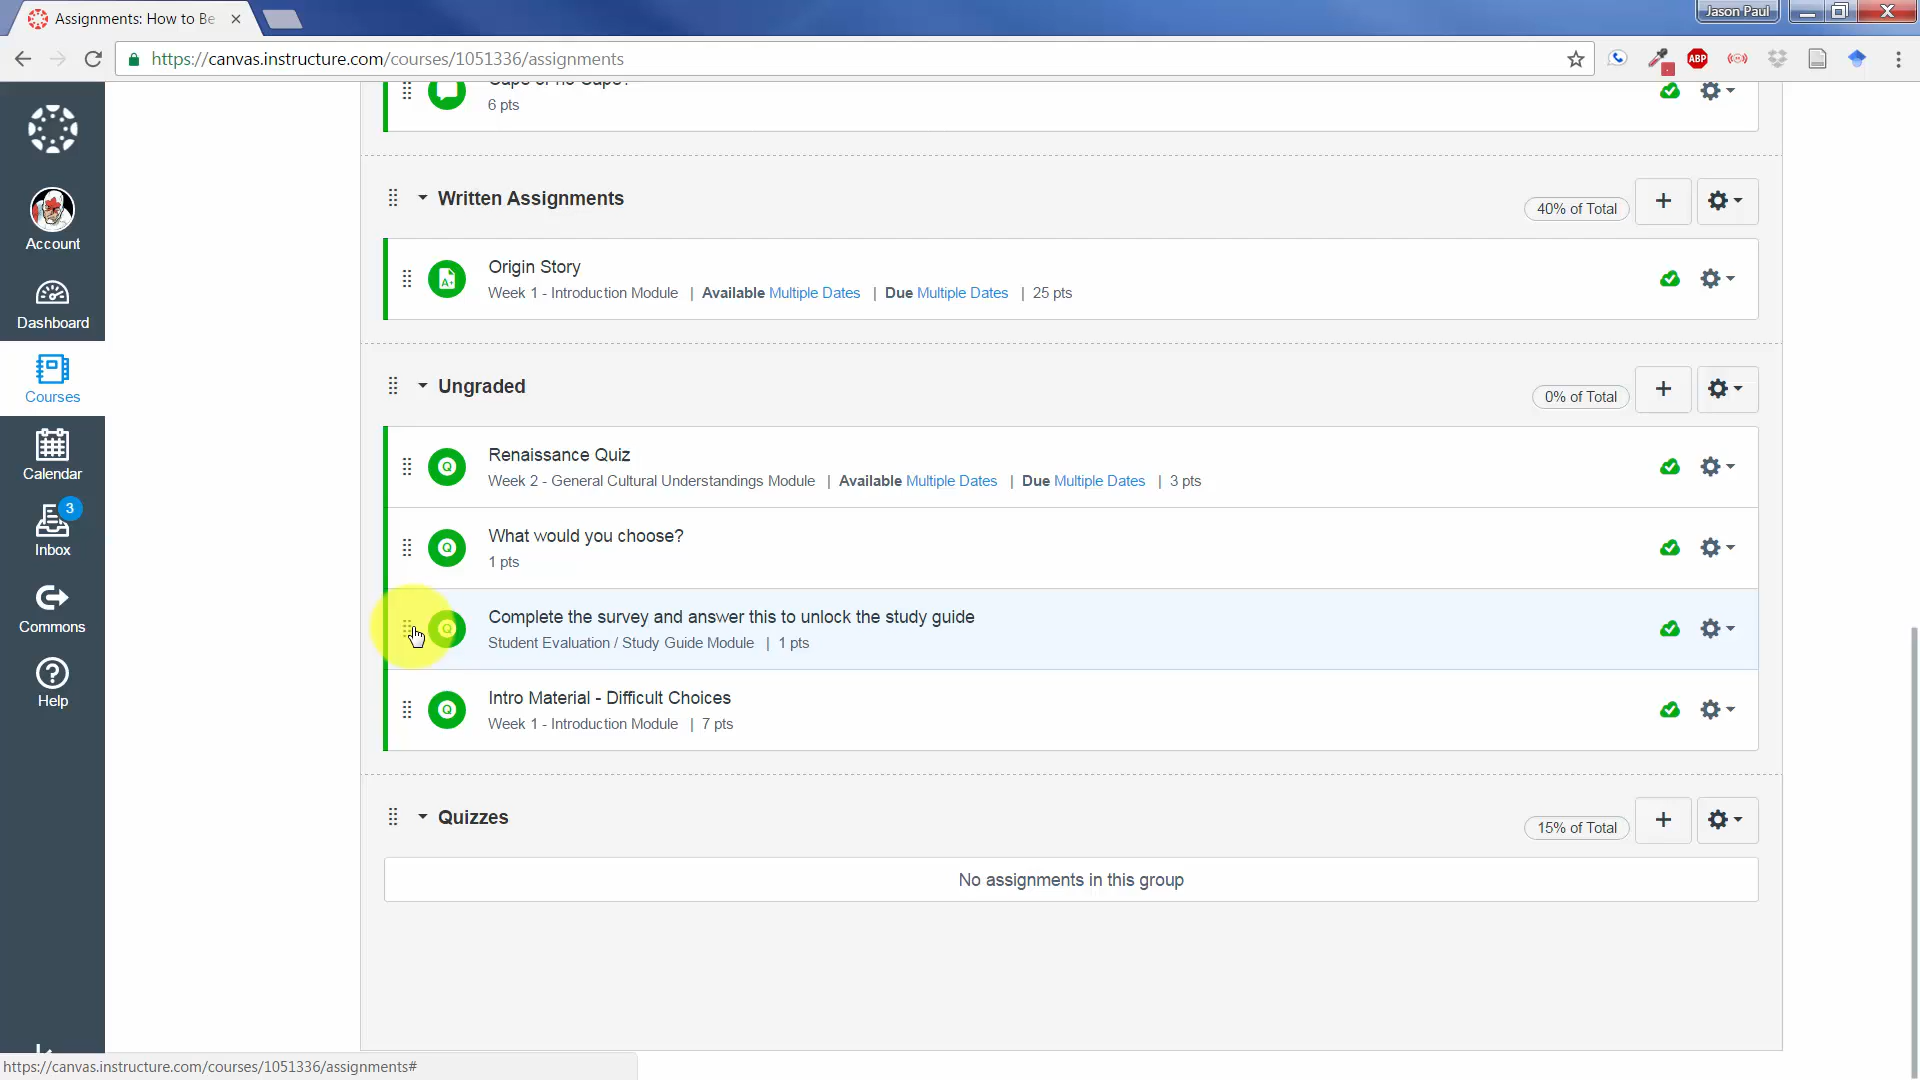 Assignments: How to Be
Jason Paul
https://canvas.instructure.com/courses/1051336/assignments
ABP
6 pts
Account
Dashboard
Courses
Calendar
3
Inbox
Commons
Help
Written Assignments
40% of Total
Origin Story
Week 1 - Introduction Module | Available Multiple Dates | Due Multiple Dates | 25 pts
Ungraded
0% of Total
Renaissance Quiz
Week 2 - General Cultural Understandings Module | Available Multiple Dates | Due Multiple Dates | 3 pts
What would you choose?
1 pts
Complete the survey and answer this to unlock the study guide
Student Evaluation / Study Guide Module | 1 pts
Intro Material - Difficult Choices
Week 1 - Introduction Module | 7 pts
Quizzes
15% of Total
No assignments in this group
https://canvas.instructure.com/courses/1051336/assignments#